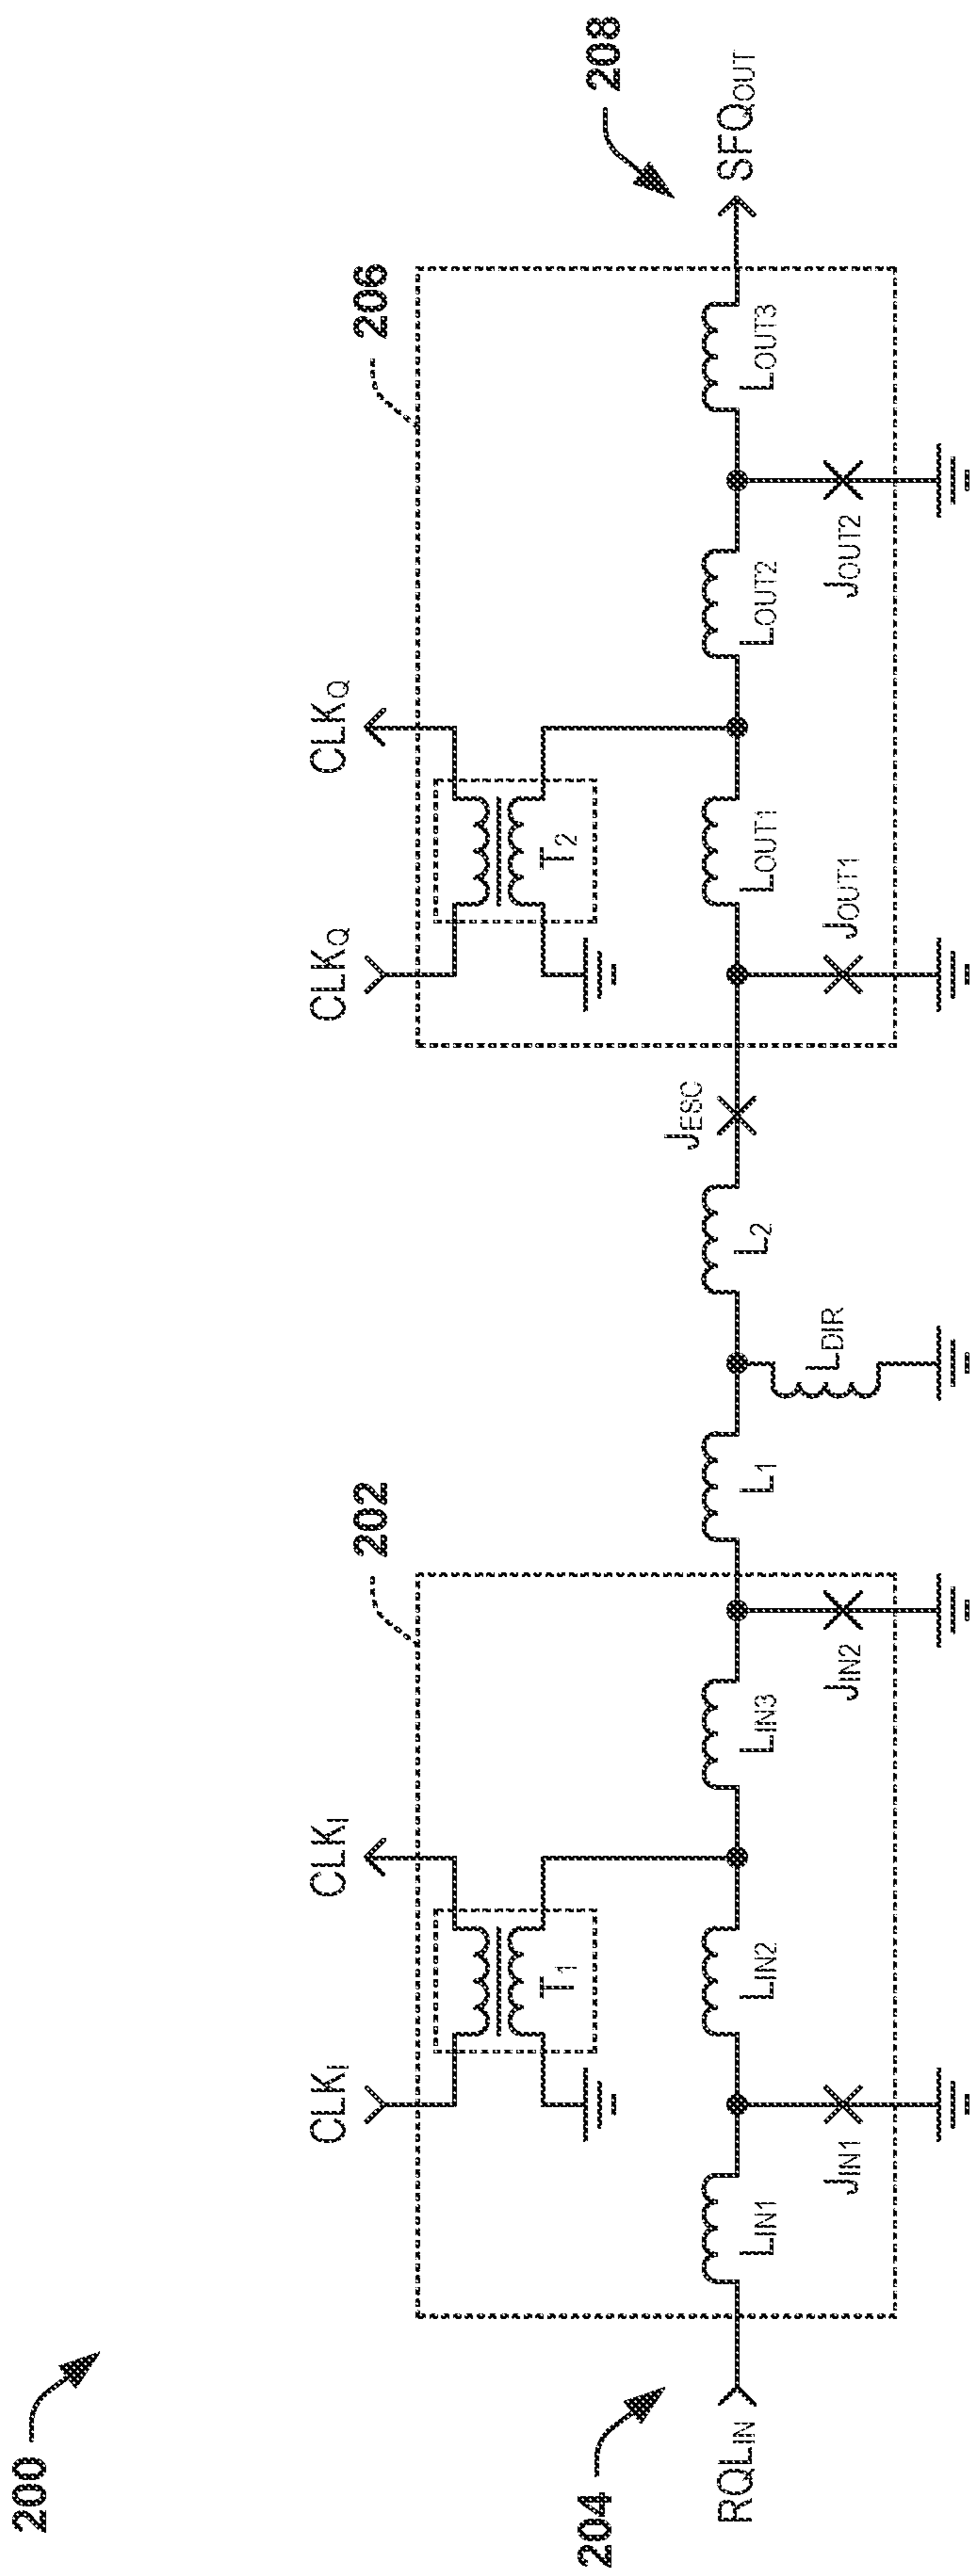 200
CLK_I
CLK_I
CLK_Q
CLK_Q
202
206
T_1
T_2
204
208
RQL_IN
L_IN1
L_IN2
L_IN3
L_1
L_2
J_ESC
L_OUT1
L_OUT2
L_OUT3
SFQ_OUT
J_IN1
J_IN2
L_DIR
J_OUT1
J_OUT2